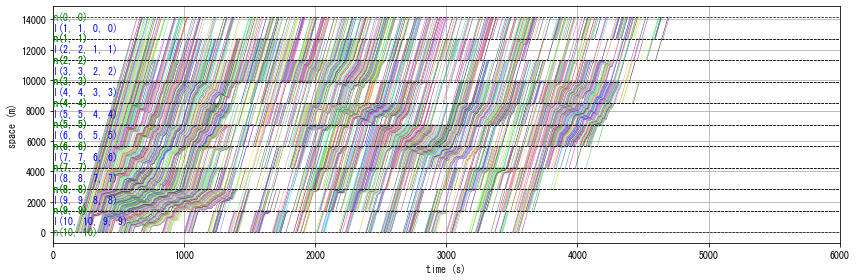 14000
12000
10000
8000
6000
4000
2000
0
space (m)
n(0, 0)
l(1, 1, 0, 0)
n(1, 1)
l(2, 2, 1, 1)
n(2, 2)
l(3, 3, 2, 2)
n(3, 3)
l(4, 4, 3, 3)
n(4, 4)
l(5, 5, 4, 4)
n(5, 5)
l(6, 6, 5, 5)
n(6, 6)
l(7, 7, 6, 6)
n(7, 7)
l(8, 8, 7, 7)
n(8, 8)
l(9, 9, 8, 8)
n(9, 9)
l(10, 10, 9, 9)
n(10, 10)
0 1000 2000 3000 4000 5000 6000
time (s)